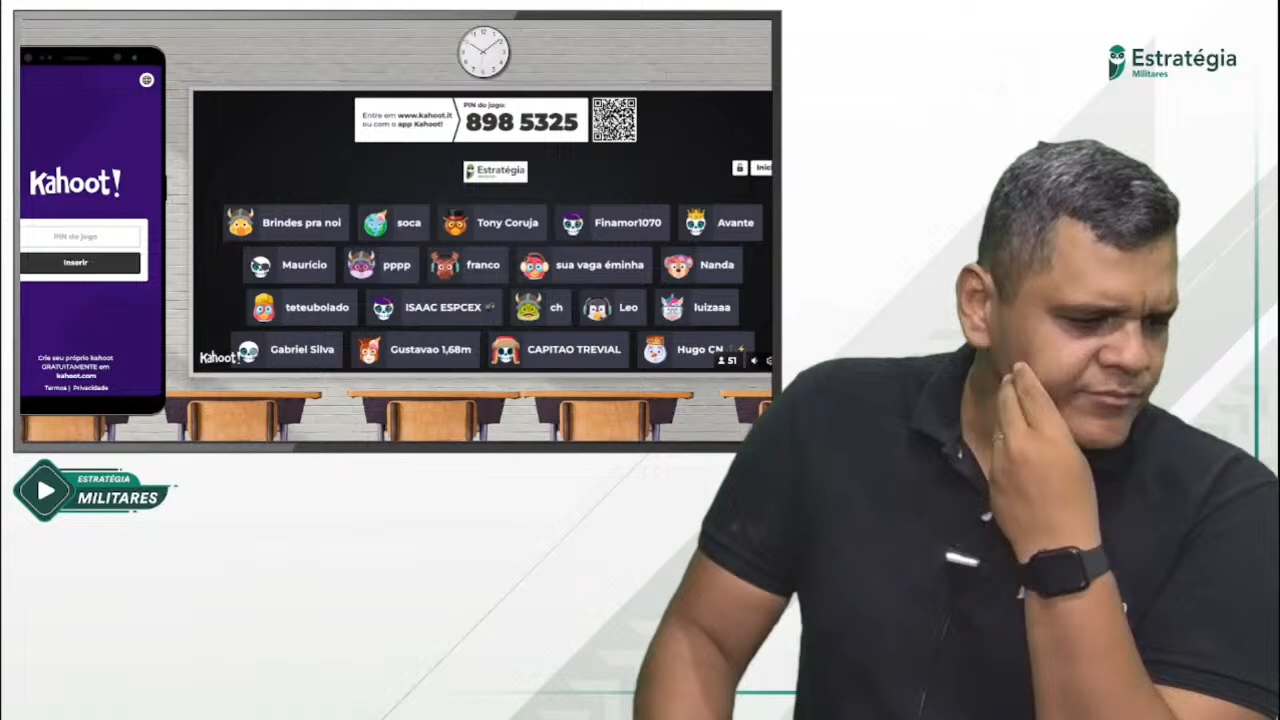 Kahoot!
PIN do jogo
Inserir
Crie seu próprio kahoot
GRATUITAMENTE em
kahoot.com
Termos | Privacidade
Entre em www.kahoot.it
ou com o app Kahoot!
PIN do jogo:
898 5325
Estratégia
Brindes pra noi
soca
Tony Coruja
Finamor1070
Avante
Maurício
pppp
franco
sua vaga éminha
Nanda
teteubolado
ISAAC ESPCEX
ch
Leo
luizaaa
Kahoot!
Gabriel Silva
Gustavao 1,68m
CAPITAO TREVIAL
Hugo CN
51
Estratégia
Militares
ESTRATÉGIA
MILITARES